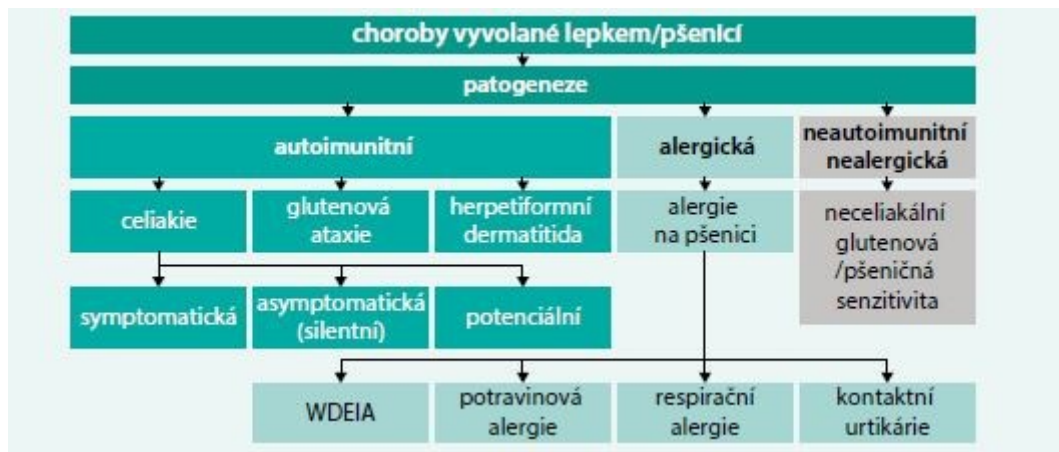 choroby vyvolané lepkem/pšenicí
patogeneze
autoimunitní
alergická
neautoimunitní
nealergická
celiakie
glutenová
ataxie
herpetiformní
dermatitida
alergie
na pšenici
neceliakální
glutenová
/pšeničná
senzitivita
symptomatická
asymptomatická
(silentní)
potenciální
WDEIA
potravinová
alergie
respirační
alergie
kontaktní
urtikárie